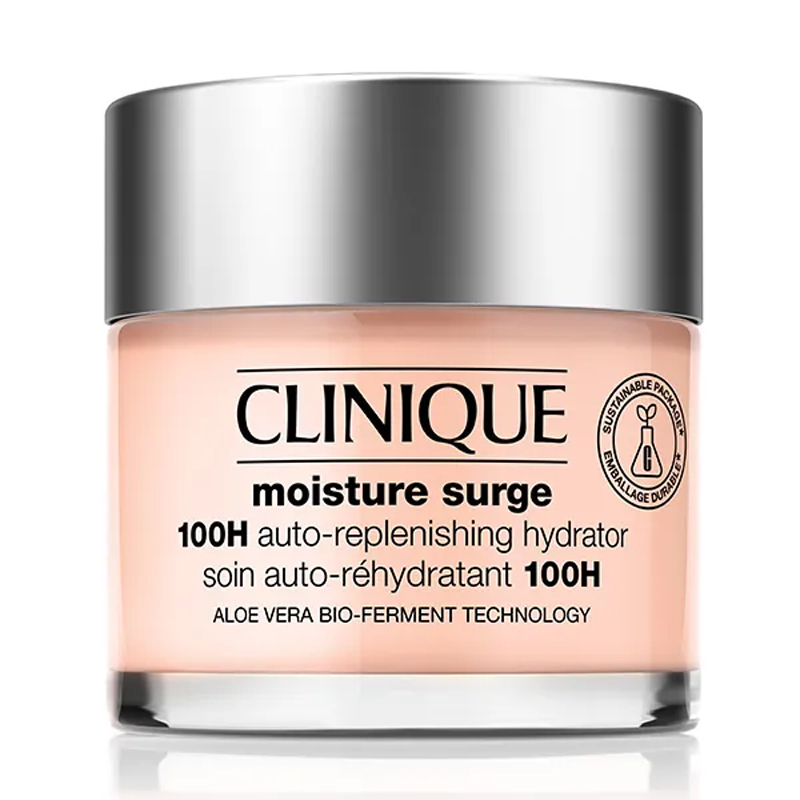 CLINIQUE
moisture surge
100H auto-replenishing hydrator
soin auto-réhydratant 100H
ALOE VERA BIO-FERMENT TECHNOLOGY
SUSTAINABLE PACKAGE*
C
EMBALLAGE DURABLE*